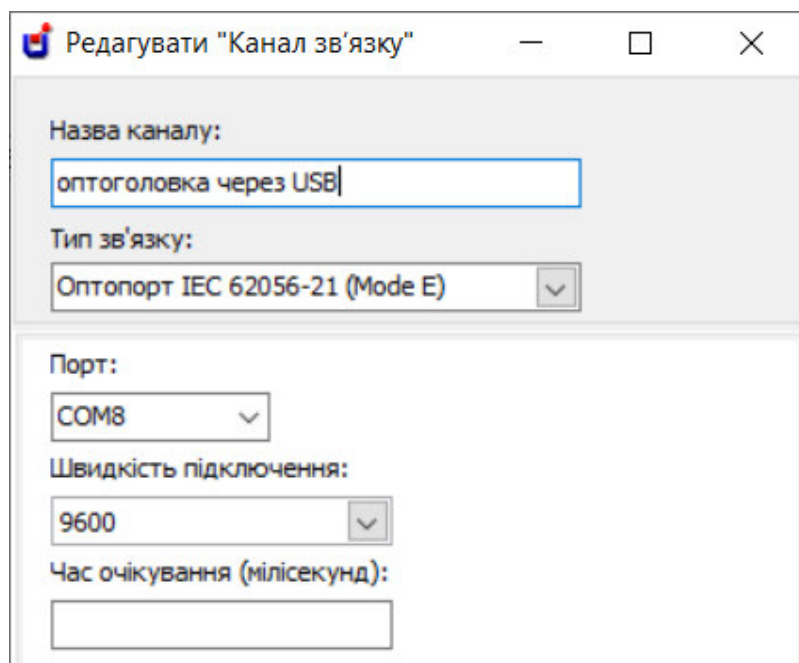 Редагувати "Канал зв'язку"
Назва каналу:
оптоголовка через USB
Тип зв'язку:
Оптопорт IEC 62056-21 (Mode E)
Порт:
COM8
Швидкість підключення:
9600
Час очікування (мілісекунд):